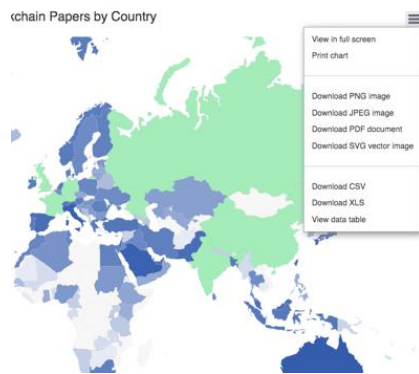 kchain Papers by Country
View in full screen
Print chart
Download PNG image
Download JPEG image
Download PDF document
Download SVG vector image
Download CSV
Download XLS
View data table